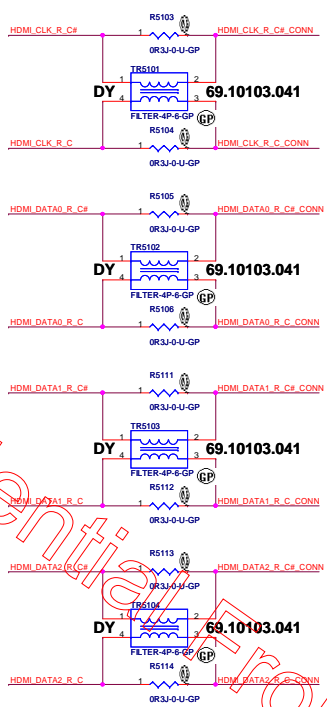 R5103
HDMI_CLK_R_C# 1 2 HDMI_CLK_R_C#_CONN
0R3J-0-U-GP
TR5101
1 2
DY 4 3 69.10103.041
FILTER-4P-6-GP GP
R5104
HDMI_CLK_R_C 1 2 HDMI_CLK_R_C_CONN
0R3J-0-U-GP
R5105
HDMI_DATA0_R_C# 1 2 HDMI_DATA0_R_C#_CONN
0R3J-0-U-GP
TR5102
1 2
DY 4 3 69.10103.041
FILTER-4P-6-GP GP
R5106
HDMI_DATA0_R_C 1 2 HDMI_DATA0_R_C_CONN
0R3J-0-U-GP
R5111
HDMI_DATA1_R_C# 1 2 HDMI_DATA1_R_C#_CONN
0R3J-0-U-GP
TR5103
1 2
DY 4 3 69.10103.041
FILTER-4P-6-GP GP
R5112
HDMI_DATA1_R_C 1 2 HDMI_DATA1_R_C_CONN
0R3J-0-U-GP
R5113
HDMI_DATA2_R_C# 1 2 HDMI_DATA2_R_C#_CONN
0R3J-0-U-GP
TR5104
1 2
DY 4 3 69.10103.041
FILTER-4P-6-GP GP
R5114
HDMI_DATA2_R_C 1 2 HDMI_DATA2_R_C_CONN
0R3J-0-U-GP